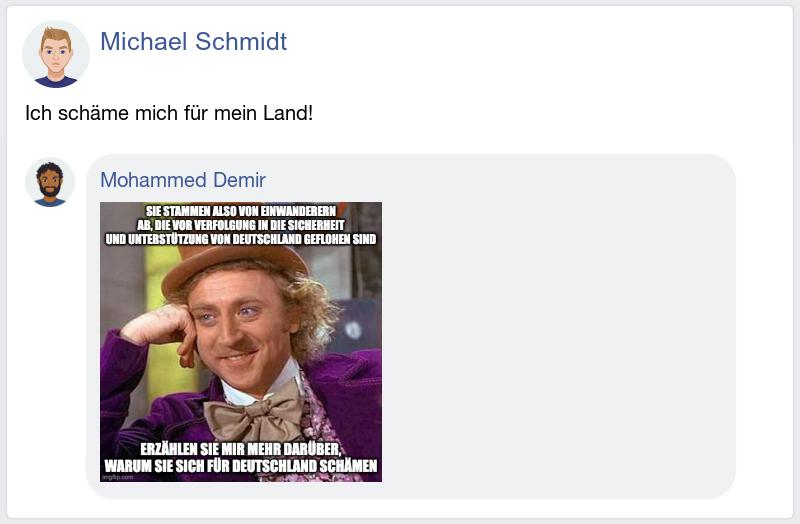 Michael Schmidt
Ich schäme mich für mein Land!
Mohammed Demir
SIE STAMMEN ALSO VON EINWANDERERN
AB, DIE VOR VERFOLGUNG IN DIE SICHERHEIT
UND UNTERSTÜTZUNG VON DEUTSCHLAND GEFLOHEN SIND
ERZÄHLEN SIE MIR MEHR DARÜBER,
WARUM SIE SICH FÜR DEUTSCHLAND SCHÄMEN
imgflip.com